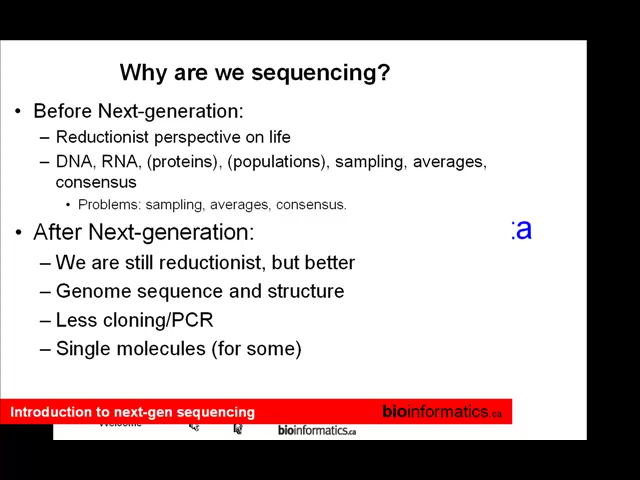 Why are we sequencing?
• Before Next-generation:
– Reductionist perspective on life
– DNA, RNA, (proteins), (populations), sampling, averages,
consensus
• Problems: sampling, averages, consensus.
• After Next-generation:
ta
– We are still reductionist, but better
– Genome sequence and structure
– Less cloning/PCR
– Single molecules (for some)
Introduction to next-gen sequencing
bioinformatics.ca
Welcome
bioinformatics.ca